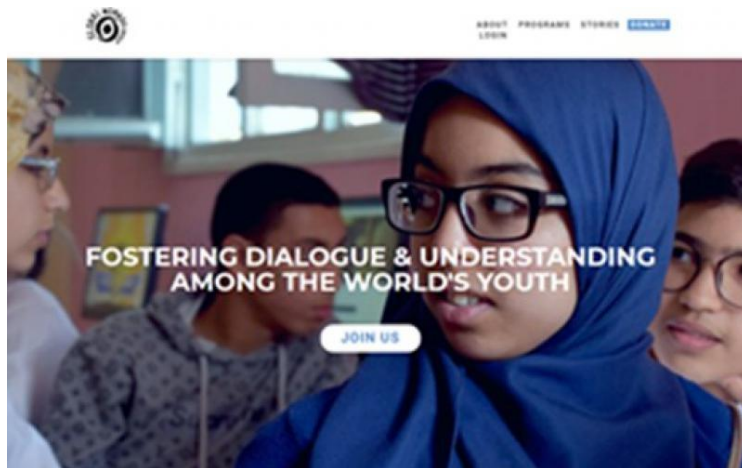 ABOUT PROGRAMS STORIES DONATE
LOGIN
FOSTERING DIALOGUE & UNDERSTANDING
AMONG THE WORLD'S YOUTH
JOIN US